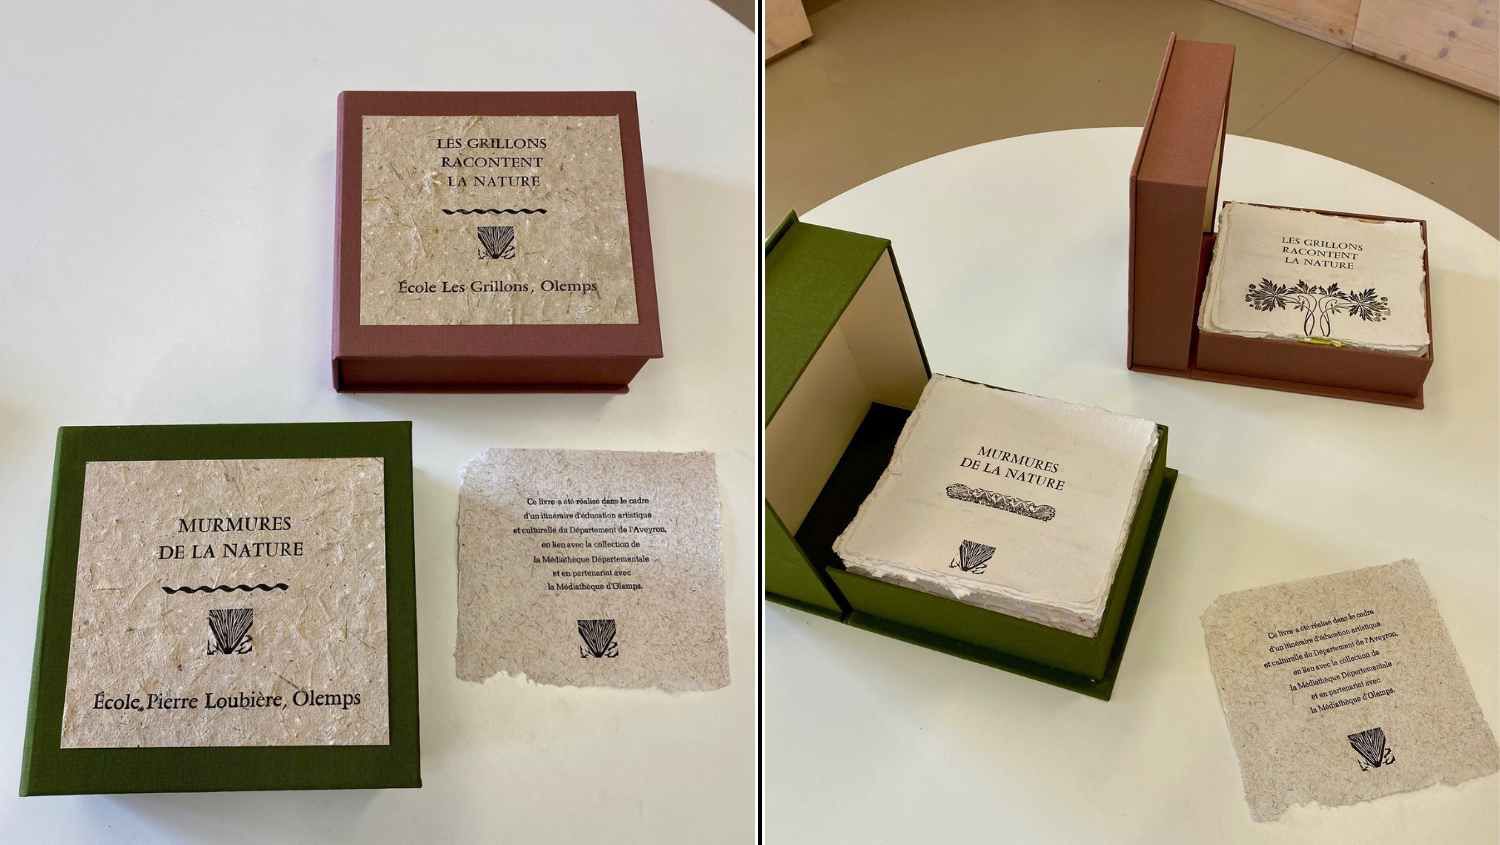 LES GRILLONS
RACONTENT
LA NATURE
École Les Grillons, Olemps
MURMURES
DE LA NATURE
École Pierre Loubière, Olemps
Ce livre a été réalisé dans le cadre
d'un itinéraire d'éducation artistique
et culturelle du Département de l'Aveyron,
en lien avec la collection de
la Médiathèque Départementale
et en partenariat avec
la Médiathèque d'Olemps.
LES GRILLONS
RACONTENT
LA NATURE
MURMURES
DE LA NATURE
Ce livre a été réalisé dans le cadre
d'un itinéraire d'éducation artistique
et culturelle du Département de l'Aveyron,
en lien avec la collection de
la Médiathèque Départementale
et en partenariat avec
la Médiathèque d'Olemps.